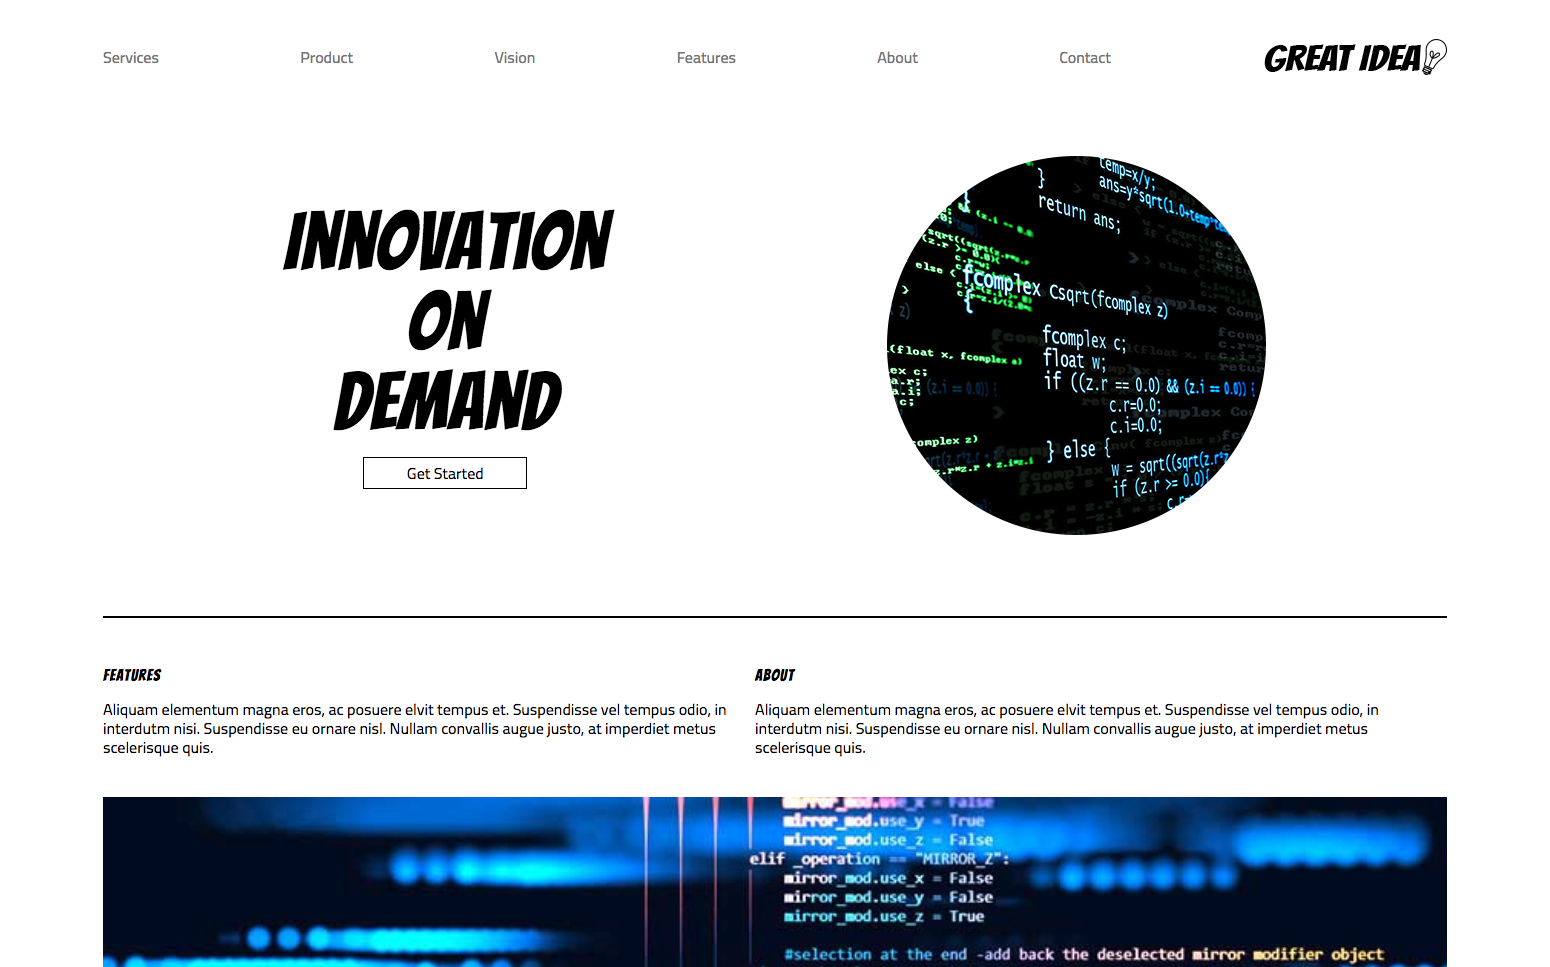 Services Product Vision Features About Contact GREAT IDEA
INNOVATION
ON
DEMAND
Get Started
temp=x/y;
}
ans=y*sqrt(1.0+temp*temp
return ans;
}
else {
fcomplex Csqrt(fcomplex z)
{
fcomplex c;
float w;
if ((z.r == 0.0) && (z.i == 0.0)) {
c.r=0.0;
c.i=0.0;
} else {
w = sqrt((sqrt(z.r*z
if (z.r >= 0.0){
(float x, fcomplex a)
c;
omplex z)
z.r*z.r + z.i*z.i
FEATURES
Aliquam elementum magna eros, ac posuere elvit tempus et. Suspendisse vel tempus odio, in
interdutm nisi. Suspendisse eu ornare nisl. Nullam convallis augue justo, at imperdiet metus
scelerisque quis.
ABOUT
Aliquam elementum magna eros, ac posuere elvit tempus et. Suspendisse vel tempus odio, in
interdutm nisi. Suspendisse eu ornare nisl. Nullam convallis augue justo, at imperdiet metus
scelerisque quis.
mirror_mod.use_x = False
mirror_mod.use_y = True
mirror_mod.use_z = False
elif _operation == "MIRROR_Z":
mirror_mod.use_x = False
mirror_mod.use_y = False
mirror_mod.use_z = True
#selection at the end -add back the deselected mirror modifier object